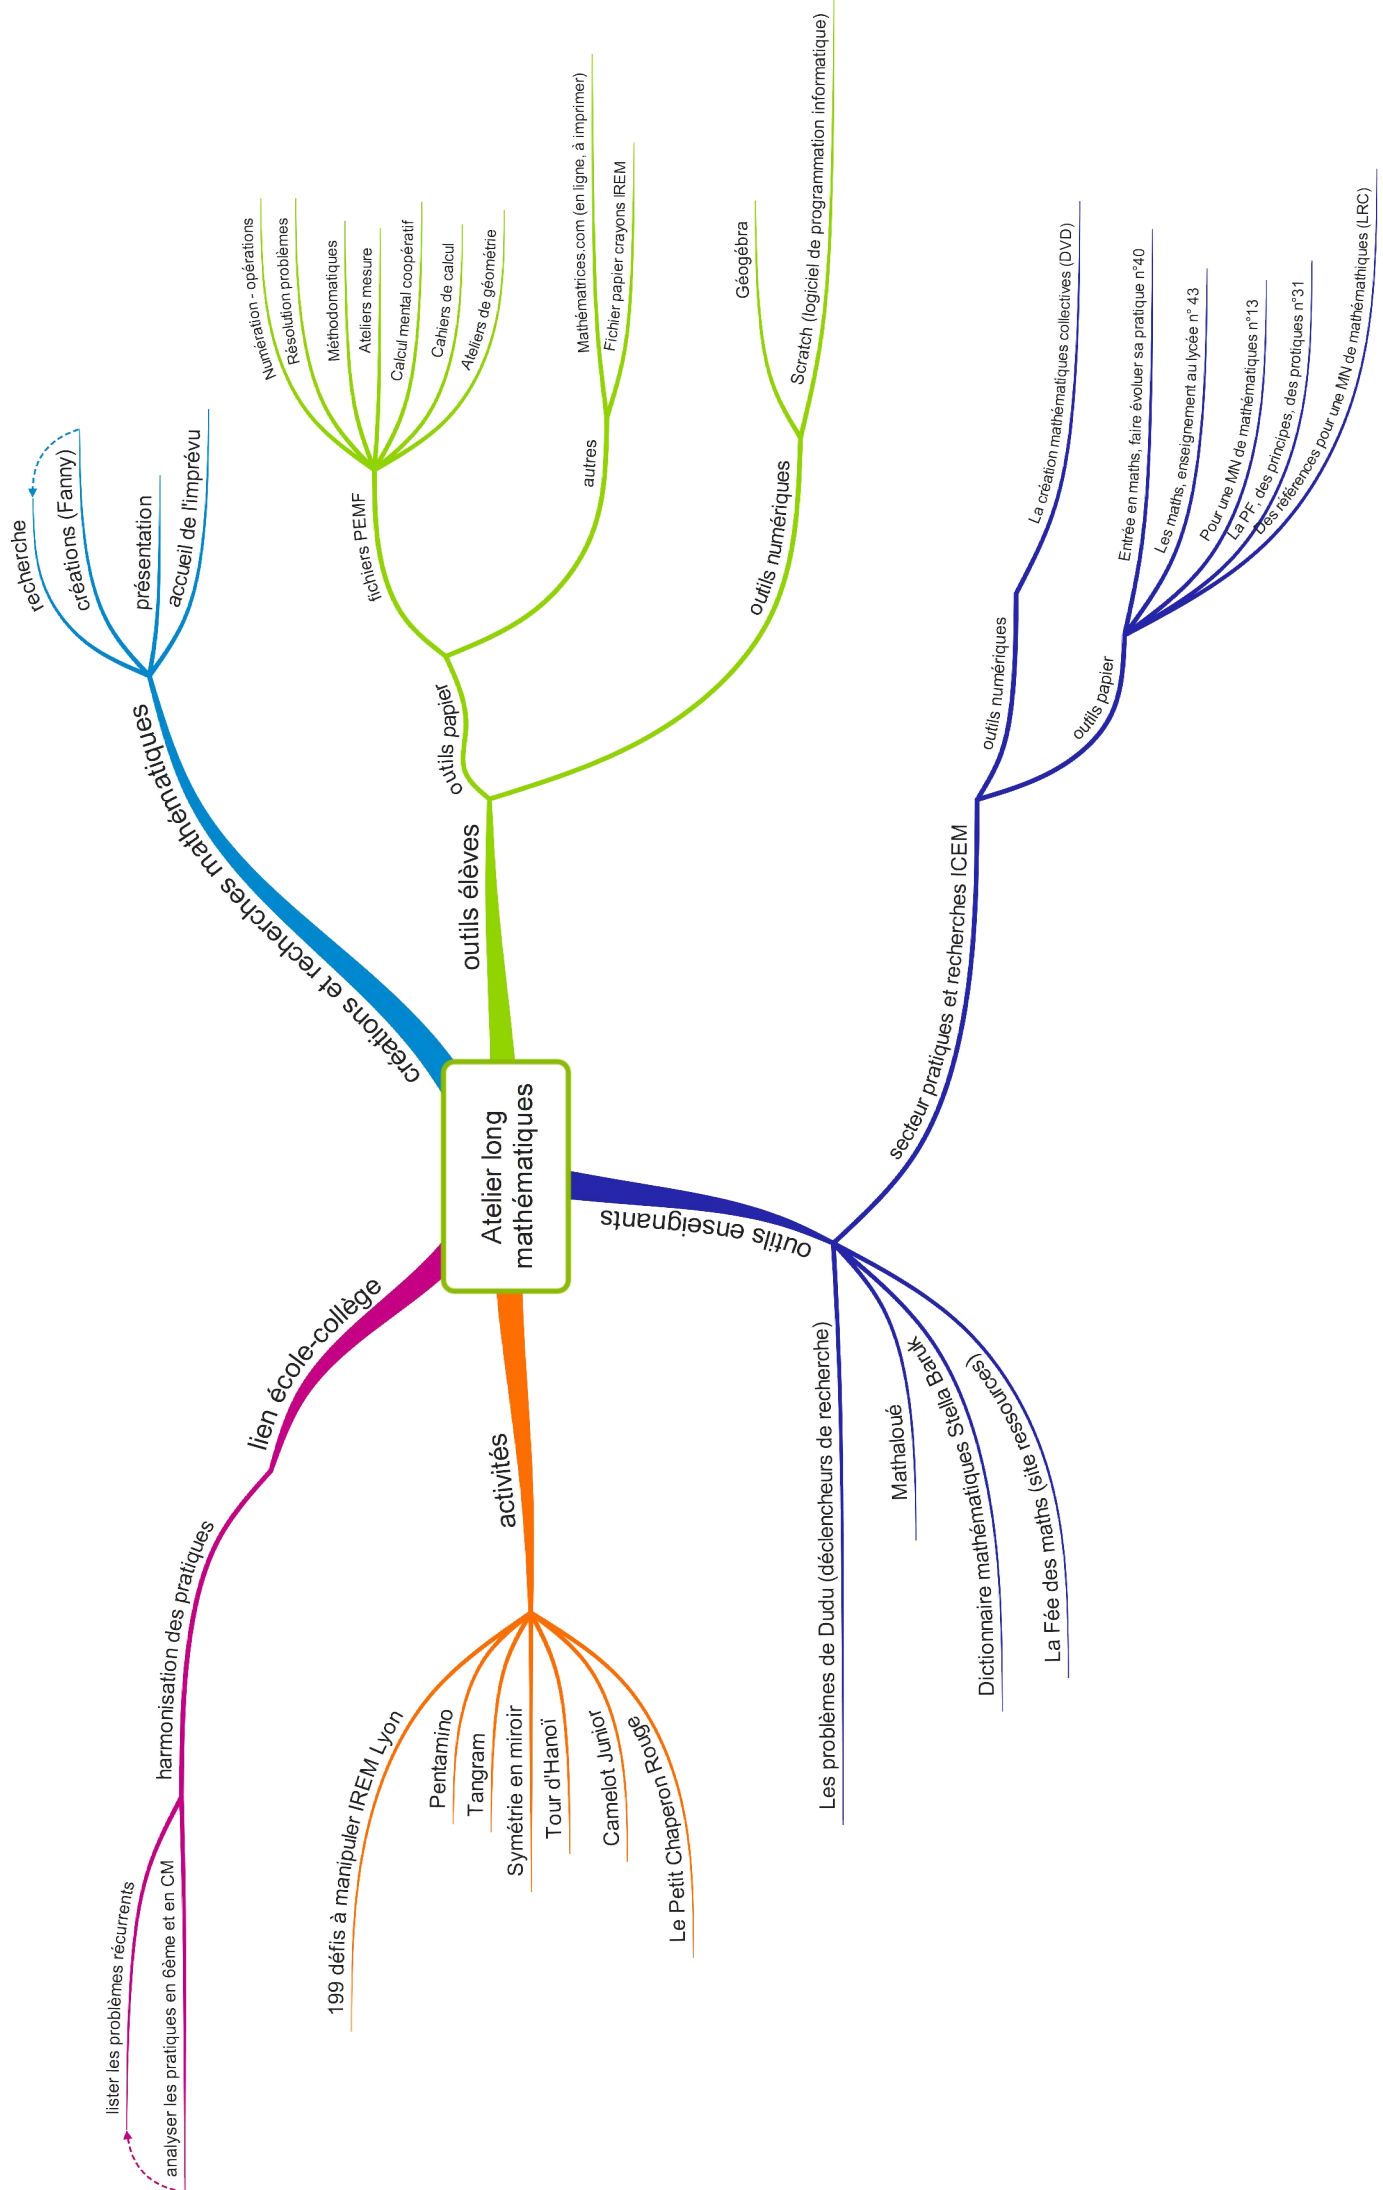 Atelier long
mathématiques
créations et recherches mathématiques
recherche
créations (Fanny)
présentation
accueil de l'imprévu
outils élèves
outils papier
fichiers PEMF
Numération - opérations
Résolution problèmes
Méthodomatiques
Ateliers mesure
Calcul mental coopératif
Cahiers de calcul
Ateliers de géométrie
autres
Mathématrices.com (en ligne, à imprimer)
Fichier papier crayons IREM
outils numériques
Géogébra
Scratch (logiciel de programmation informatique)
outils enseignants
secteur pratiques et recherches ICEM
outils numériques
La création mathématiques collectives (DVD)
outils papier
Entrée en maths, faire évoluer sa pratique n°40
Les maths, enseignement au lycée n° 43
Pour une MN de mathématiques n°13
La PF, des principes, des protiques n°31
Des références pour une MN de mathémathiques (LRC)
Les problèmes de Dudu (déclencheurs de recherche)
Mathaloué
Dictionnaire mathématiques Stella Baruk
La Fée des maths (site ressources)
activités
199 défis à manipuler IREM Lyon
Pentamino
Tangram
Symétrie en miroir
Tour d'Hanoï
Camelot Junior
Le Petit Chaperon Rouge
lien école-collège
harmonisation des pratiques
lister les problèmes récurrents
analyser les pratiques en 6ème et en CM